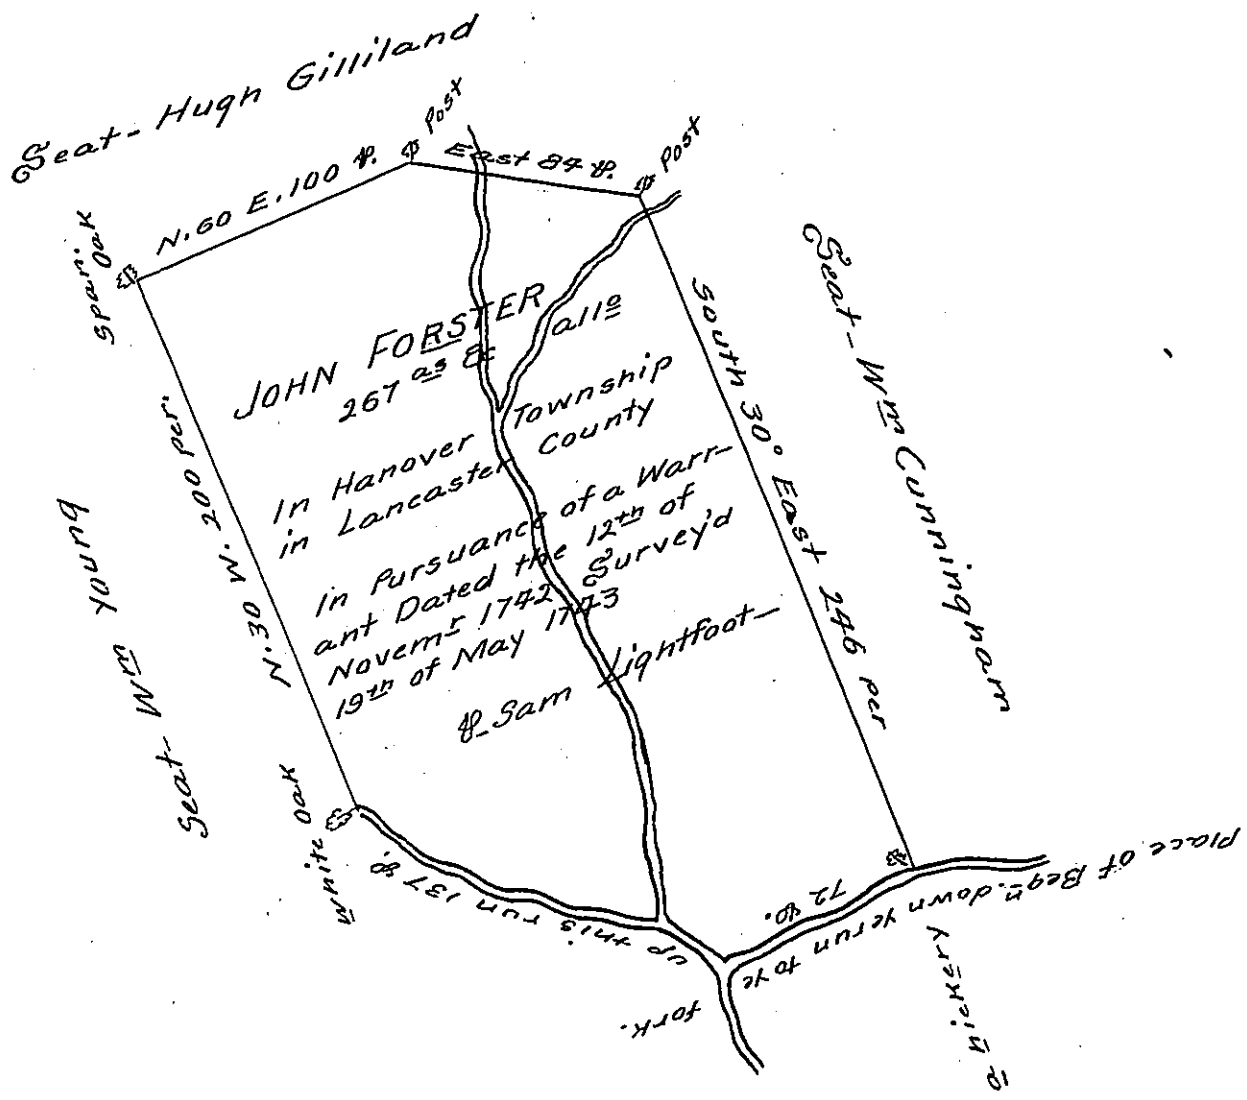 Seat - Hugh Gilliland
N. 60 E. 100 P.
Post
East 84 P.
Post
Span. Oak
JOHN FORSTER
267 as & allo
In Hanover Township
in Lancaster County
In Pursuance of a Warr-
ant Dated the 12th of
Novemr 1742 Survey'd
19th of May 1743
P Sam Lightfoot
N. 30 W. 200 per.
Seat - Wm Young
South 30° East 246 per
Seat - Wm Cunningham
White Oak
up this run 137 P.
72 P.
Place of Begn. down ye run to ye
fork.
a hickery